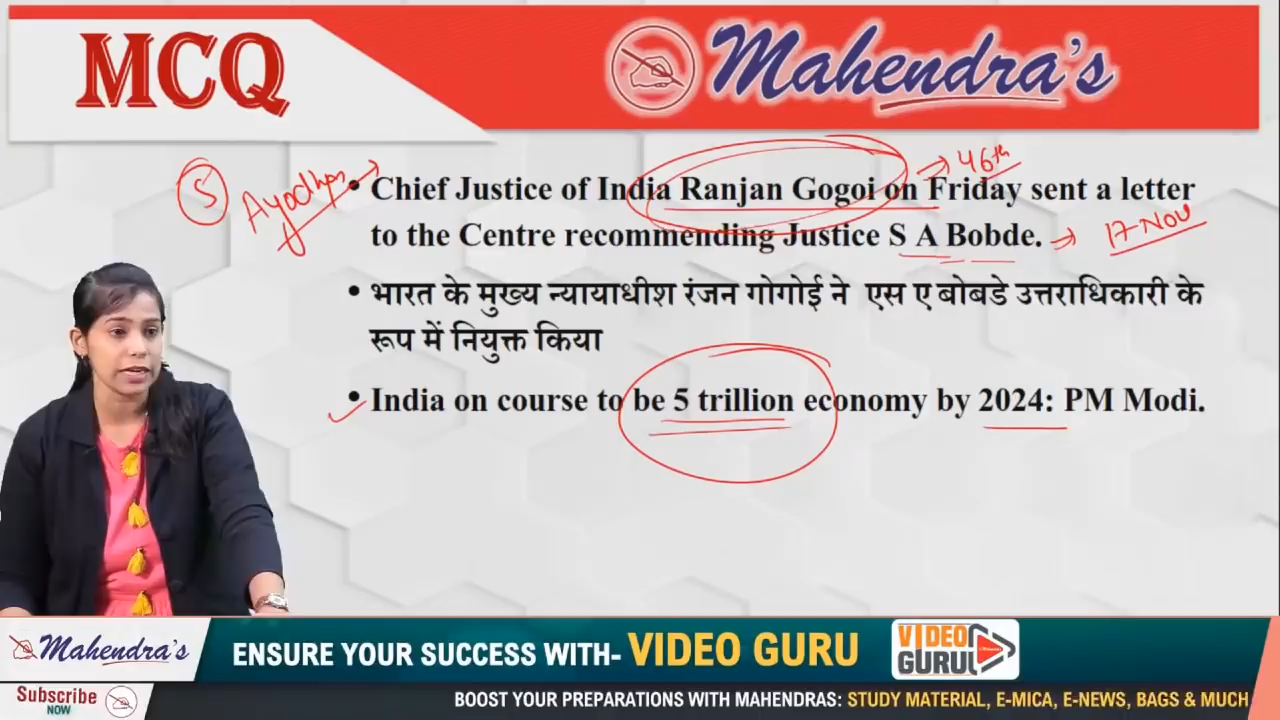 MCQ
Mahendra's
S Ayodhya
46th
• Chief Justice of India Ranjan Gogoi on Friday sent a letter
to the Centre recommending Justice S A Bobde.
17-Nov
• भारत के मुख्य न्यायाधीश रंजन गोगोई ने एस ए बोबडे उत्तराधिकारी के
रूप में नियुक्त किया
• India on course to be 5 trillion economy by 2024: PM Modi.
Mahendra's
ENSURE YOUR SUCCESS WITH- VIDEO GURU
VIDEO
GURUL
Subscribe
NOW
BOOST YOUR PREPARATIONS WITH MAHENDRAS: STUDY MATERIAL, E-MICA, E-NEWS, BAGS & MUCH